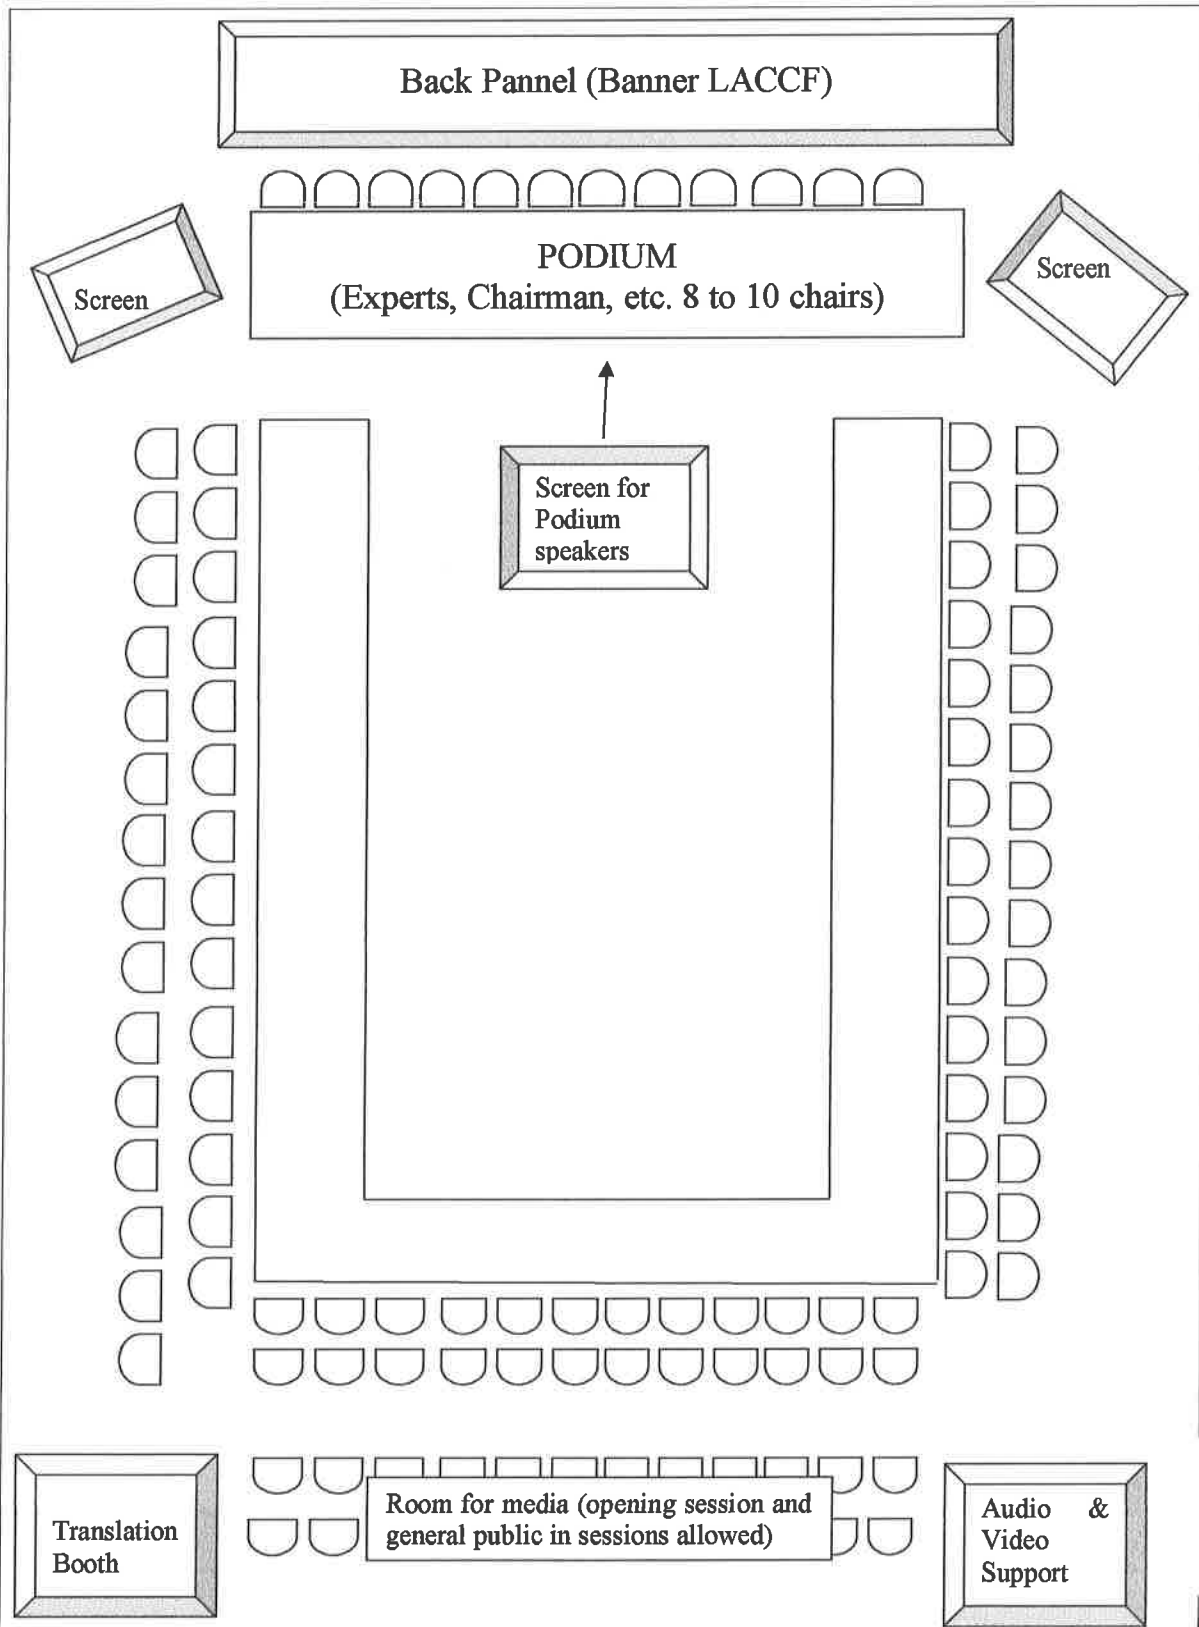 Back Pannel (Banner LACCF)
PODIUM
(Experts, Chairman, etc. 8 to 10 chairs)
Screen
Screen
Screen for
Podium
speakers
Room for media (opening session and
general public in sessions allowed)
Translation
Booth
Audio &
Video
Support